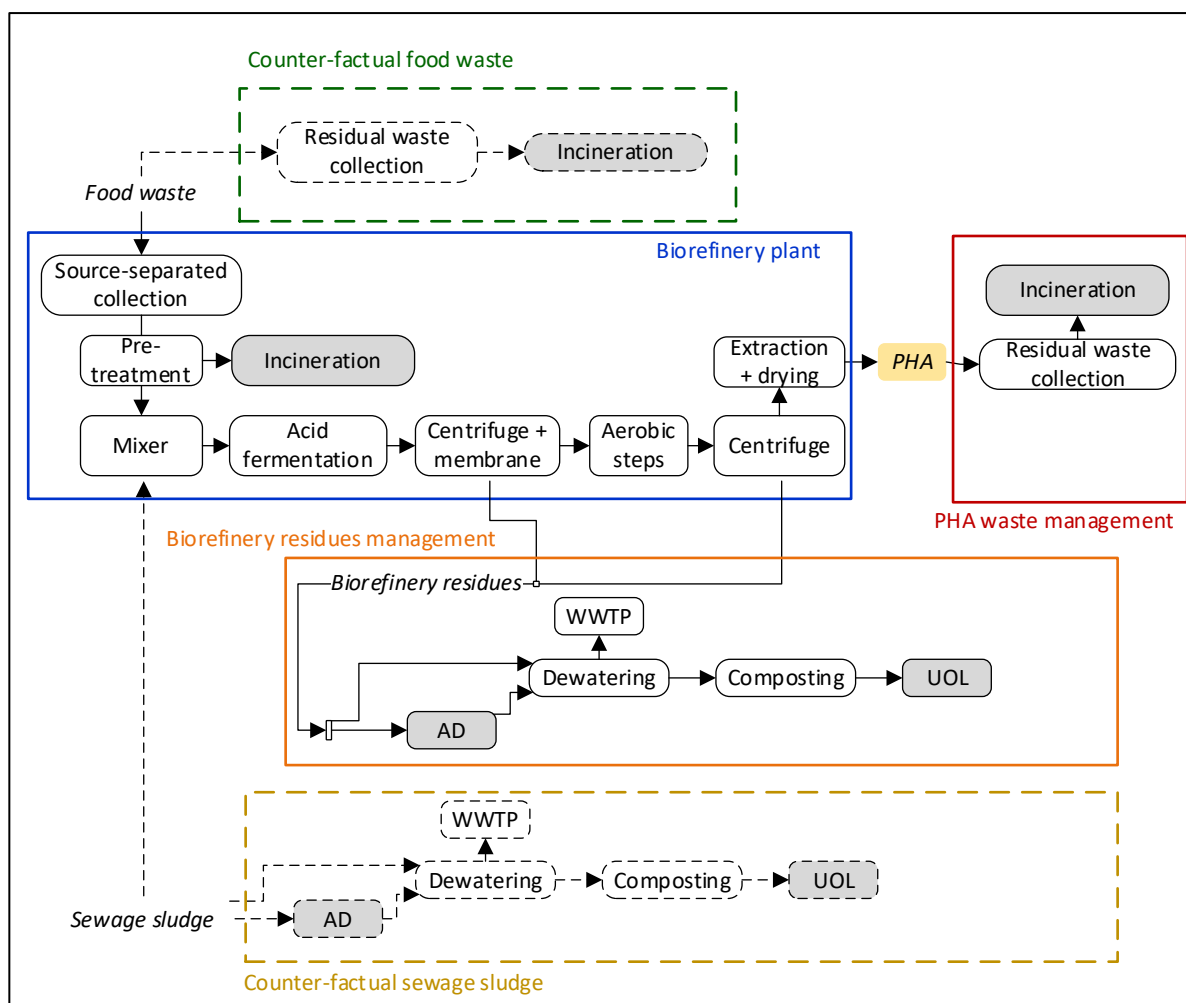 Counter-factual food waste
Residual waste
collection
Incineration
Food waste
Biorefinery plant
Source-separated
collection
Pre-
treatment
Incineration
Extraction
+ drying
PHA
Incineration
Residual waste
collection
Mixer
Acid
fermentation
Centrifuge +
membrane
Aerobic
steps
Centrifuge
PHA waste management
Biorefinery residues management
Biorefinery residues
WWTP
Dewatering
Composting
UOL
AD
WWTP
Dewatering
Composting
UOL
Sewage sludge
AD
Counter-factual sewage sludge